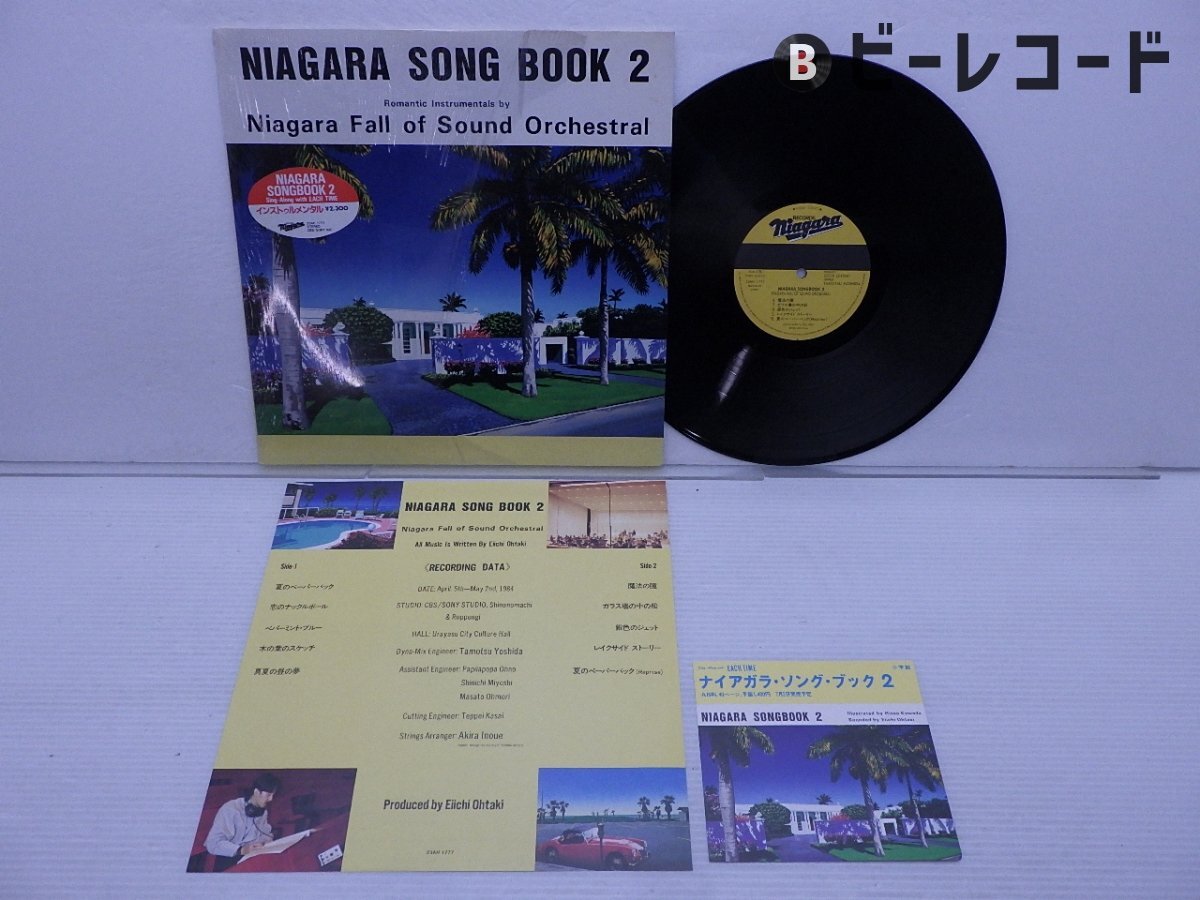 B ビーレコード
NIAGARA SONG BOOK 2
Romantic Instrumentals by
Niagara Fall of Sound Orchestral
NIAGARA
SONGBOOK 2
Sing-Along with EACH TIME
インストゥルメンタル ¥2,300
Niagara
STEREO
RECORDS
Niagara
NIAGARA SONGBOOK 2
NIAGARA SONG BOOK 2
Niagara Fall of Sound Orchestral
All Music is Written By Eiichi Ohtaki
Side-1
〈RECORDING DATA〉
Side-2
夏のペーパーバック
恋のナックルボール
ペパーミント・ブルー
木の葉のスケッチ
真夏の昼の夢
DATE: April 5th—May 2nd, 1984
STUDIO: CBS/SONY STUDIO, Shinanomachi
& Roppongi
HALL: Urayasu City Culture Hall
Dyna-Mix Engineer: Tamotsu Yoshida
Assistant Engineer: Papiapapa Ohno
Shinichi Miyoshi
Masato Ohmori
Cutting Engineer: Teppei Kasai
Strings Arranger: Akira Inoue
魔法の瞳
ガラス壜の中の船
銀色のジェット
レイクサイド ストーリー
夏のペーパーバック(Reprise)
Produced by Eiichi Ohtaki
EACH TIME
ナイアガラ・ソング・ブック 2
NIAGARA SONGBOOK 2